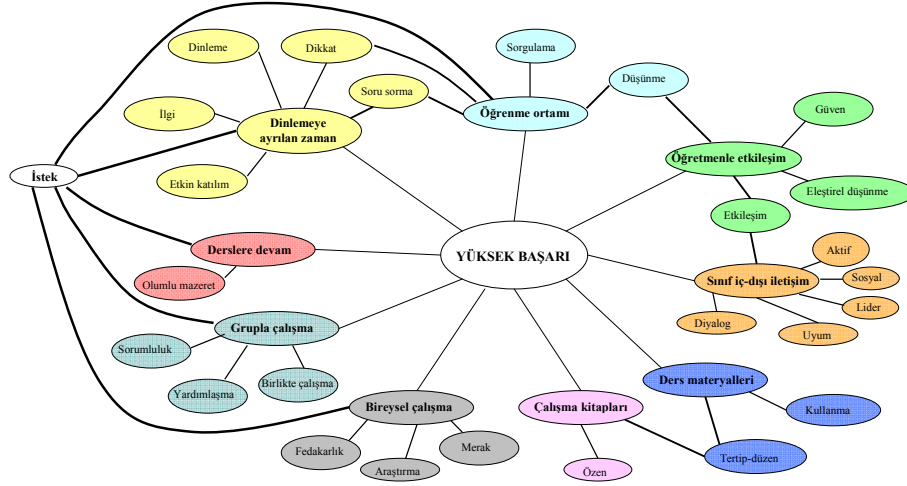 Dinleme
Dikkat
Sorgulama
Soru sorma
Düşünme
İlgi
Dinlemeye
ayrılan zaman
Öğrenme ortamı
Güven
Öğretmenle etkileşim
İstek
Etkin katılım
Eleştirel düşünme
Etkileşim
Derslere devam
YÜKSEK BAŞARI
Aktif
Olumlu mazeret
Sınıf iç-dışı iletişim
Sosyal
Lider
Diyalog
Uyum
Grupla çalışma
Sorumluluk
Yardımlaşma
Birlikte çalışma
Ders materyalleri
Bireysel çalışma
Çalışma kitapları
Kullanma
Fedakarlık
Merak
Araştırma
Özen
Tertip-düzen